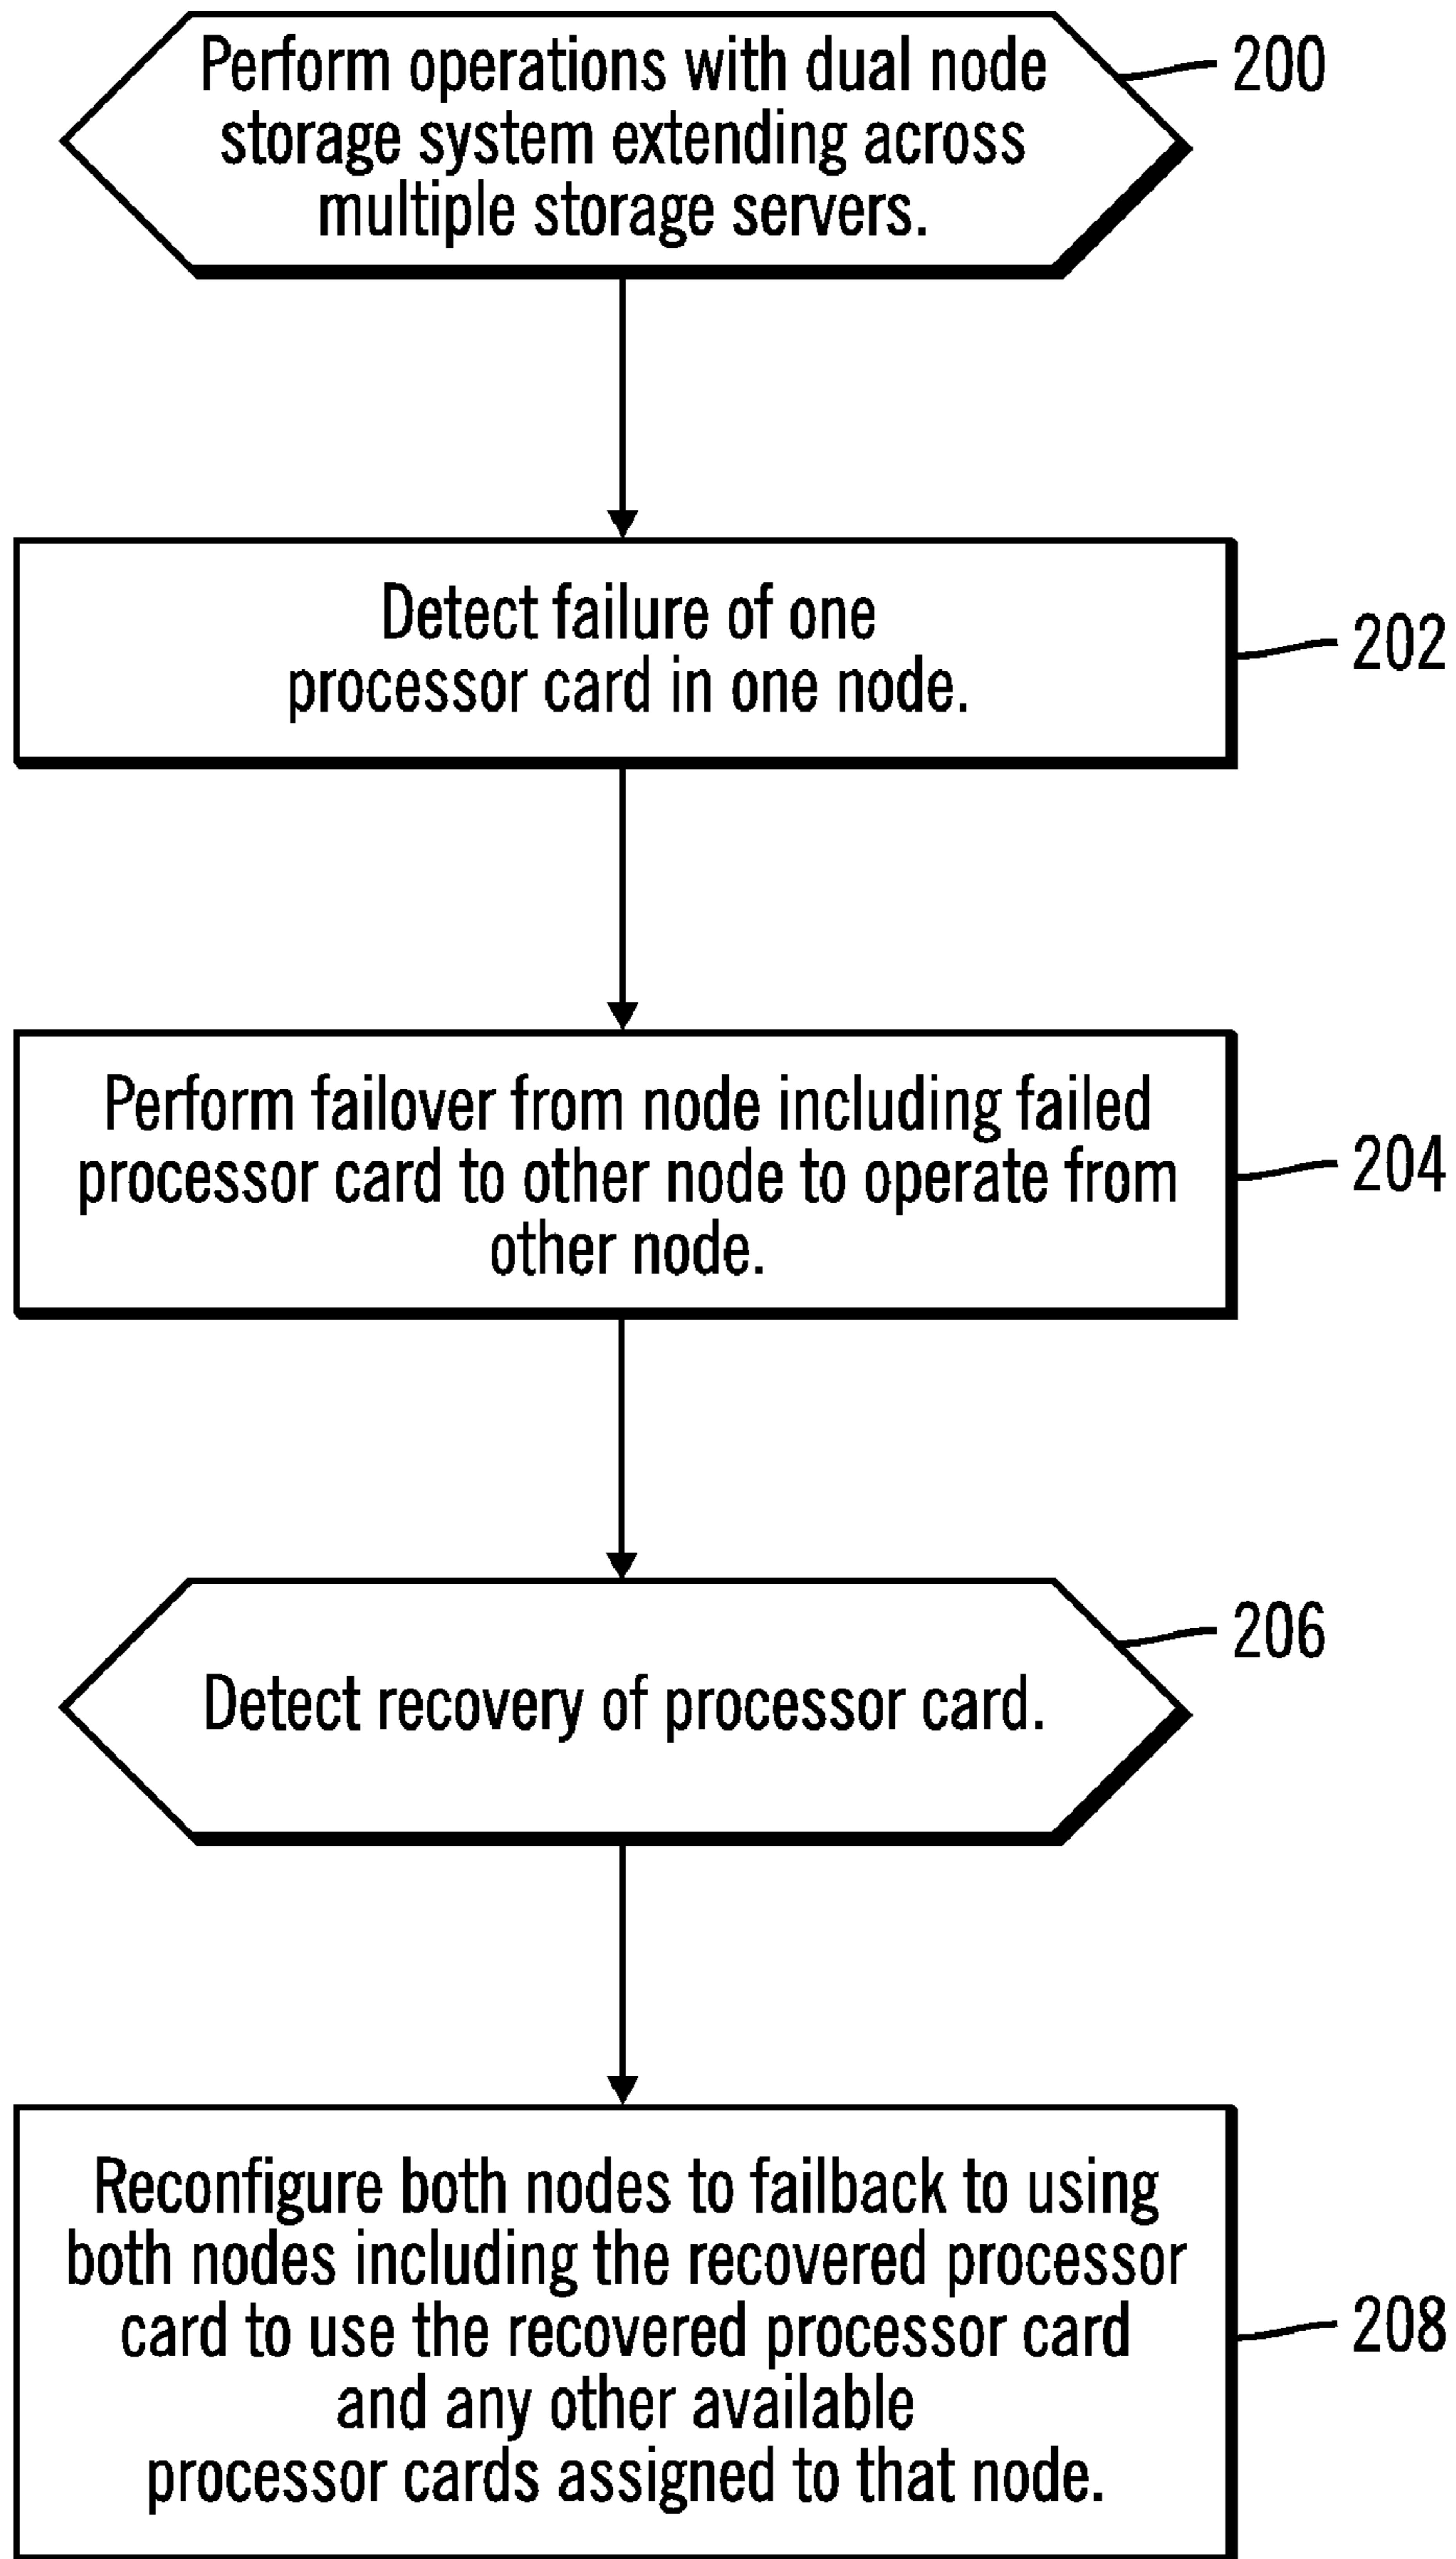 Perform operations with dual node
storage system extending across
multiple storage servers.
200
Detect failure of one
processor card in one node.
202
Perform failover from node including failed
processor card to other node to operate from
other node.
204
Detect recovery of processor card.
206
Reconfigure both nodes to failback to using
both nodes including the recovered processor
card to use the recovered processor card
and any other available
processor cards assigned to that node.
208